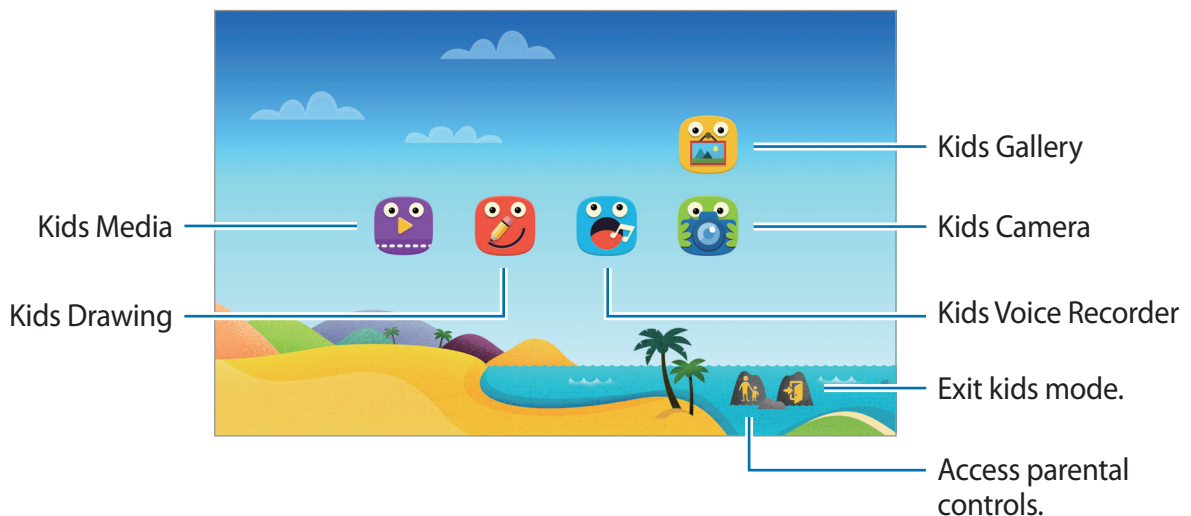 Kids Gallery
Kids Media
Kids Camera
Kids Drawing
Kids Voice Recorder
Exit kids mode.
Access parental
controls.